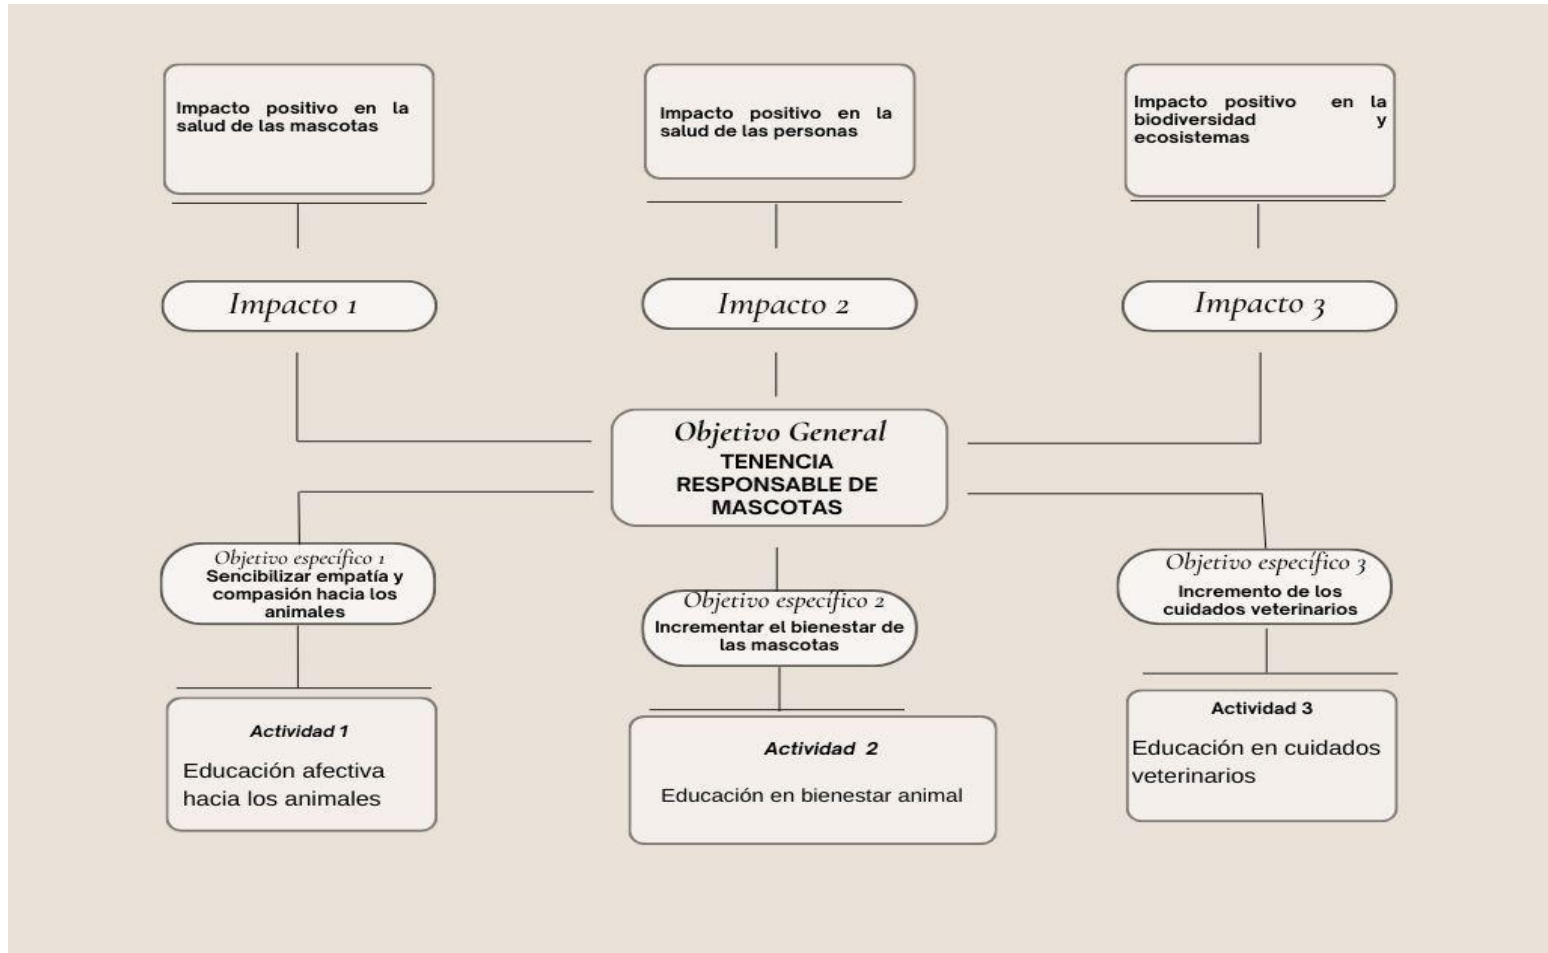 Impacto positivo en la
salud de las mascotas
Impacto positivo en la
salud de las personas
Impacto positivo en la
biodiversidad y
ecosistemas
Impacto 1
Impacto 2
Impacto 3
Objetivo General
TENENCIA
RESPONSABLE DE
MASCOTAS
Objetivo específico 1
Sencibilizar empatía y
compasión hacia los
animales
Objetivo específico 2
Incrementar el bienestar de
las mascotas
Objetivo específico 3
Incremento de los
cuidados veterinarios
Actividad 1
Educación afectiva
hacia los animales
Actividad 2
Educación en bienestar animal
Actividad 3
Educación en cuidados
veterinarios